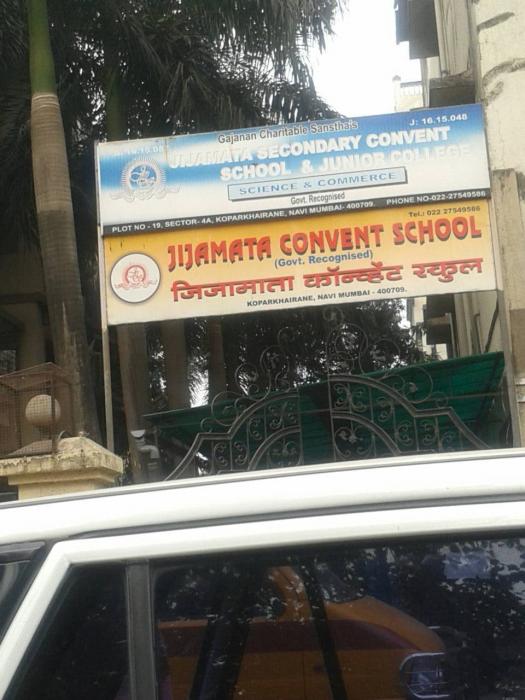 Gajanan Charitable Sanstha's
J: 16.15.048
JIJAMATA SECONDARY CONVENT
SCHOOL & JUNIOR COLLEGE
SCIENCE & COMMERCE
Govt. Recognised
PLOT NO - 19, SECTOR- 4A, KOPARKHAIRANE, NAVI MUMBAI- 400709. PHONE NO-022-27549586
Tel.: 022 27549586
JIJAMATA CONVENT SCHOOL
(Govt. Recognised)
जिजामाता कॉन्व्हेंट स्कुल
KOPARKHAIRANE, NAVI MUMBAI - 400709.